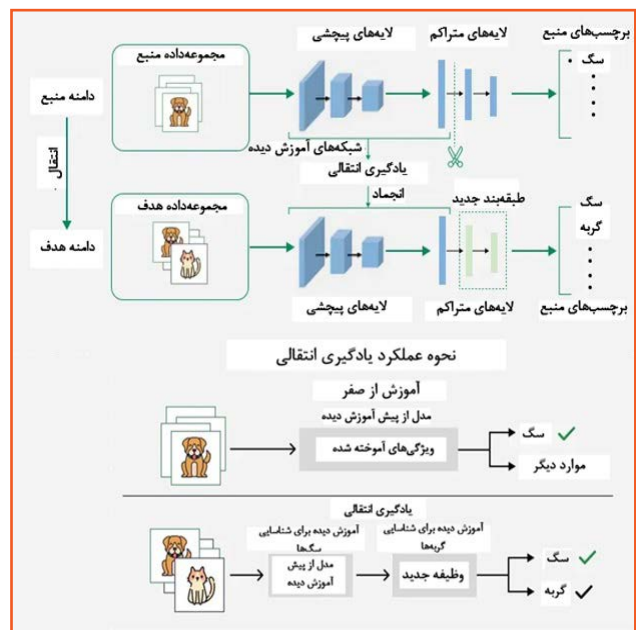 لایه‌های پیچشی
لایه‌های متراکم
برچسب‌های منبع
مجموعه‌داده منبع
سگ
دامنه منبع
انتقال
شبکه‌های آموزش دیده
یادگیری انتقالی
انجماد
طبقه‌بند جدید
مجموعه‌داده هدف
سگ
گربه
دامنه هدف
لایه‌های پیچشی
لایه‌های متراکم
برچسب‌های منبع
نحوه عملکرد یادگیری انتقالی
آموزش از صفر
مدل از پیش آموزش دیده
ویژگی‌های آموخته شده
سگ
موارد دیگر
یادگیری انتقالی
آموزش دیده برای شناسایی
سگ‌ها
آموزش دیده برای شناسایی
گربه‌ها
مدل از پیش
آموزش دیده
وظیفه جدید
سگ
گربه